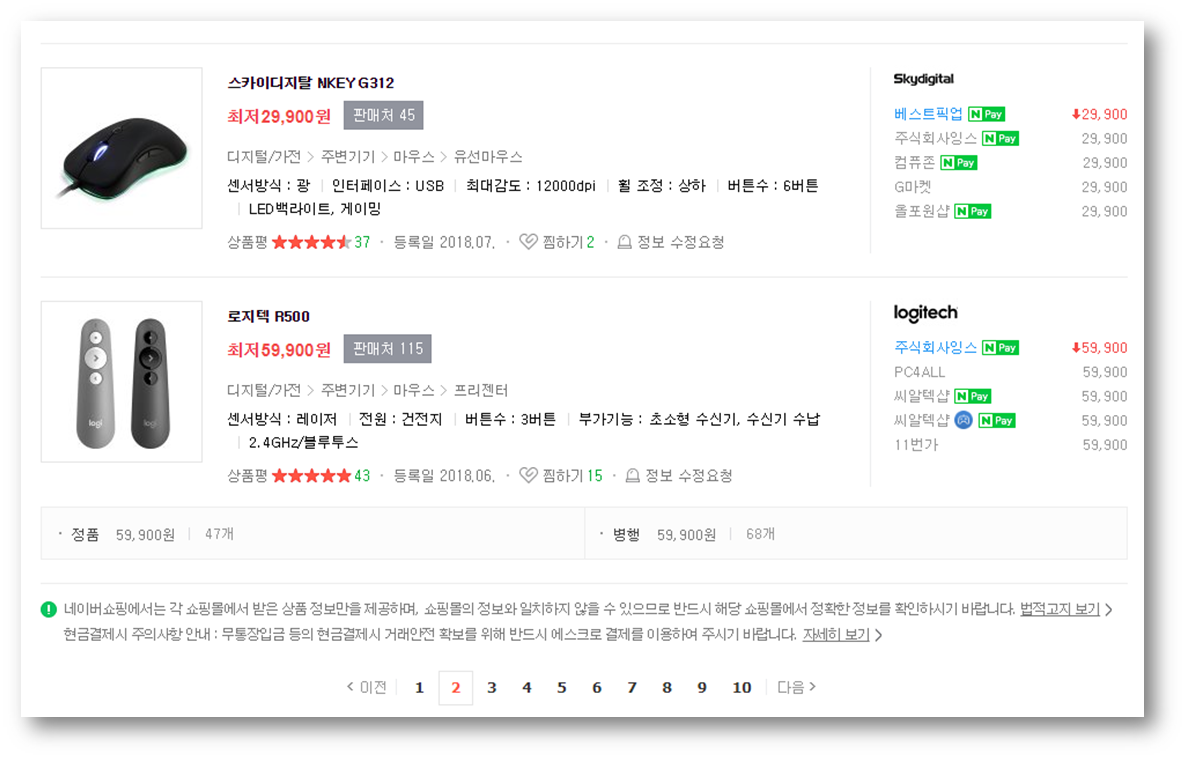 스카이디지탈 NKEY G312
최저29,900원 판매처 45
디지털/가전 > 주변기기 > 마우스 > 유선마우스
센서방식 : 광 | 인터페이스 : USB | 최대감도 : 12000dpi | 휠 조정 : 상하 | 버튼수 : 6버튼
| LED백라이트, 게이밍
상품평 ★★★★★ 37 · 등록일 2018.07. · 찜하기 2 · 정보 수정요청
Skydigital
베스트픽업 N Pay 29,900
주식회사잉스 N Pay 29,900
컴퓨존 N Pay 29,900
G마켓 29,900
올포원샵 N Pay 29,900
로지텍 R500
최저59,900원 판매처 115
디지털/가전 > 주변기기 > 마우스 > 프리젠터
센서방식 : 레이저 | 전원 : 건전지 | 버튼수 : 3버튼 | 부가기능 : 초소형 수신기, 수신기 수납
| 2.4GHz/블루투스
상품평 ★★★★★ 43 · 등록일 2018.06. · 찜하기 15 · 정보 수정요청
logi
logi
logitech
주식회사잉스 N Pay 59,900
PC4ALL 59,900
씨알텍샵 N Pay 59,900
씨알텍샵 N Pay 59,900
11번가 59,900
· 정품 59,900원 | 47개
· 병행 59,900원 | 68개
네이버쇼핑에서는 각 쇼핑몰에서 받은 상품 정보만을 제공하며, 쇼핑몰의 정보와 일치하지 않을 수 있으므로 반드시 해당 쇼핑몰에서 정확한 정보를 확인하시기 바랍니다. 법적고지 보기 >
현금결제시 주의사항 안내 : 무통장입금 등의 현금결제시 거래안전 확보를 위해 반드시 에스크로 결제를 이용하여 주시기 바랍니다. 자세히 보기 >
< 이전 1 2 3 4 5 6 7 8 9 10 다음 >